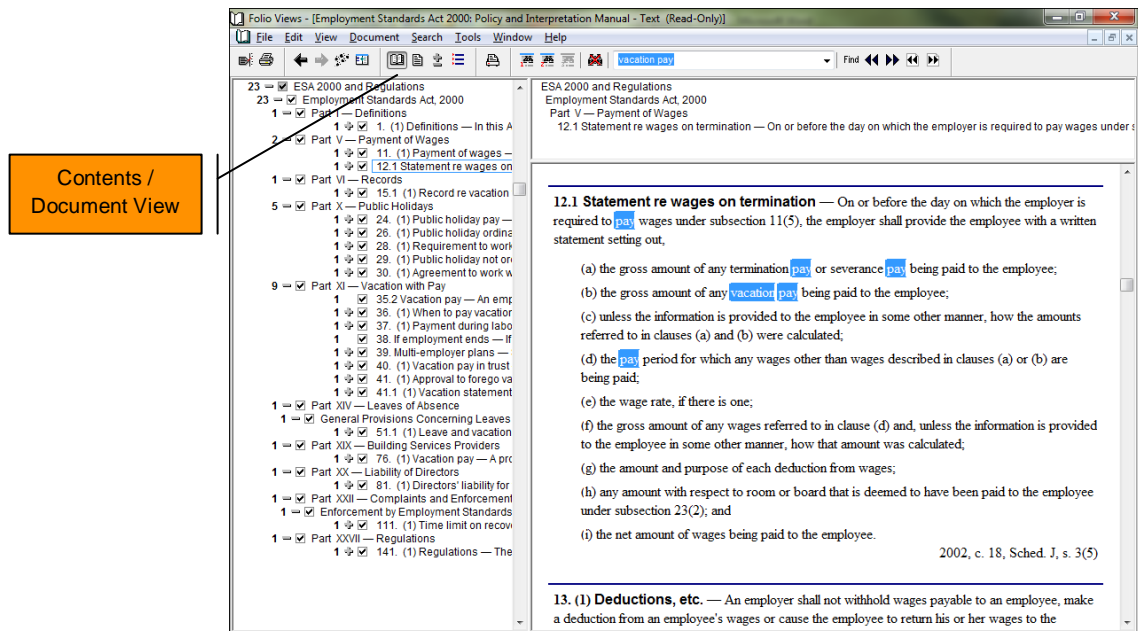 Folio Views - [Employment Standards Act 2000: Policy and Interpretation Manual - Text (Read-Only)]
File Edit View Document Search Tools Window Help
vacation pay
Find
Contents /
Document View
23 ESA 2000 and Regulations
23 Employment Standards Act, 2000
1 Part I — Definitions
1 1. (1) Definitions — In this A
2 Part V — Payment of Wages
1 11. (1) Payment of wages —
1 12.1 Statement re wages on
1 Part VI — Records
1 15.1 (1) Record re vacation
5 Part X — Public Holidays
1 24. (1) Public holiday pay —
1 26. (1) Public holiday ordina
1 28. (1) Requirement to work
1 29. (1) Public holiday not or
1 30. (1) Agreement to work w
9 Part XI — Vacation with Pay
1 35.2 Vacation pay — An emp
1 36. (1) When to pay vacation
1 37. (1) Payment during labo
1 38. If employment ends — If
1 39. Multi-employer plans —
1 40. (1) Vacation pay in trust
1 41. (1) Approval to forego va
1 41.1 (1) Vacation statement
1 Part XIV — Leaves of Absence
1 General Provisions Concerning Leaves
1 51.1 (1) Leave and vacation
1 Part XIX — Building Services Providers
1 76. (1) Vacation pay — A pro
1 Part XX — Liability of Directors
1 81. (1) Directors' liability for
1 Part XXII — Complaints and Enforcement
1 Enforcement by Employment Standards
1 111. (1) Time limit on recov
1 Part XXVII — Regulations
1 141. (1) Regulations — The
ESA 2000 and Regulations
Employment Standards Act, 2000
Part V — Payment of Wages
12.1 Statement re wages on termination — On or before the day on which the employer is required to pay wages under s
12.1 Statement re wages on termination — On or before the day on which the employer is
required to pay wages under subsection 11(5), the employer shall provide the employee with a written
statement setting out,
(a) the gross amount of any termination pay or severance pay being paid to the employee;
(b) the gross amount of any vacation pay being paid to the employee;
(c) unless the information is provided to the employee in some other manner, how the amounts
referred to in clauses (a) and (b) were calculated;
(d) the pay period for which any wages other than wages described in clauses (a) or (b) are
being paid;
(e) the wage rate, if there is one;
(f) the gross amount of any wages referred to in clause (d) and, unless the information is provided
to the employee in some other manner, how that amount was calculated;
(g) the amount and purpose of each deduction from wages;
(h) any amount with respect to room or board that is deemed to have been paid to the employee
under subsection 23(2); and
(i) the net amount of wages being paid to the employee.
2002, c. 18, Sched. J, s. 3(5)
13. (1) Deductions, etc. — An employer shall not withhold wages payable to an employee, make
a deduction from an employee's wages or cause the employee to return his or her wages to the